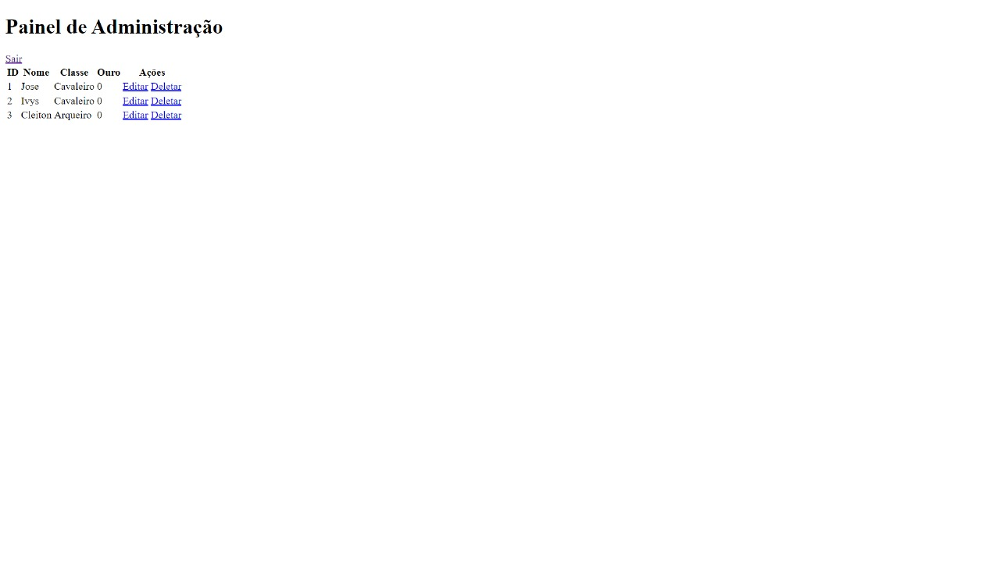 Painel de Administração
Sair
ID Nome Classe Ouro Ações
1 Jose Cavaleiro 0 Editar Deletar
2 Ivys Cavaleiro 0 Editar Deletar
3 Cleiton Arqueiro 0 Editar Deletar